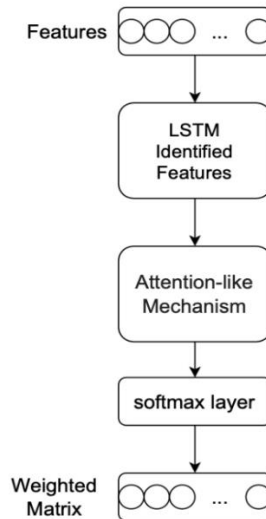 Features
...
LSTM
Identified
Features
Attention-like
Mechanism
softmax layer
Weighted
Matrix
...